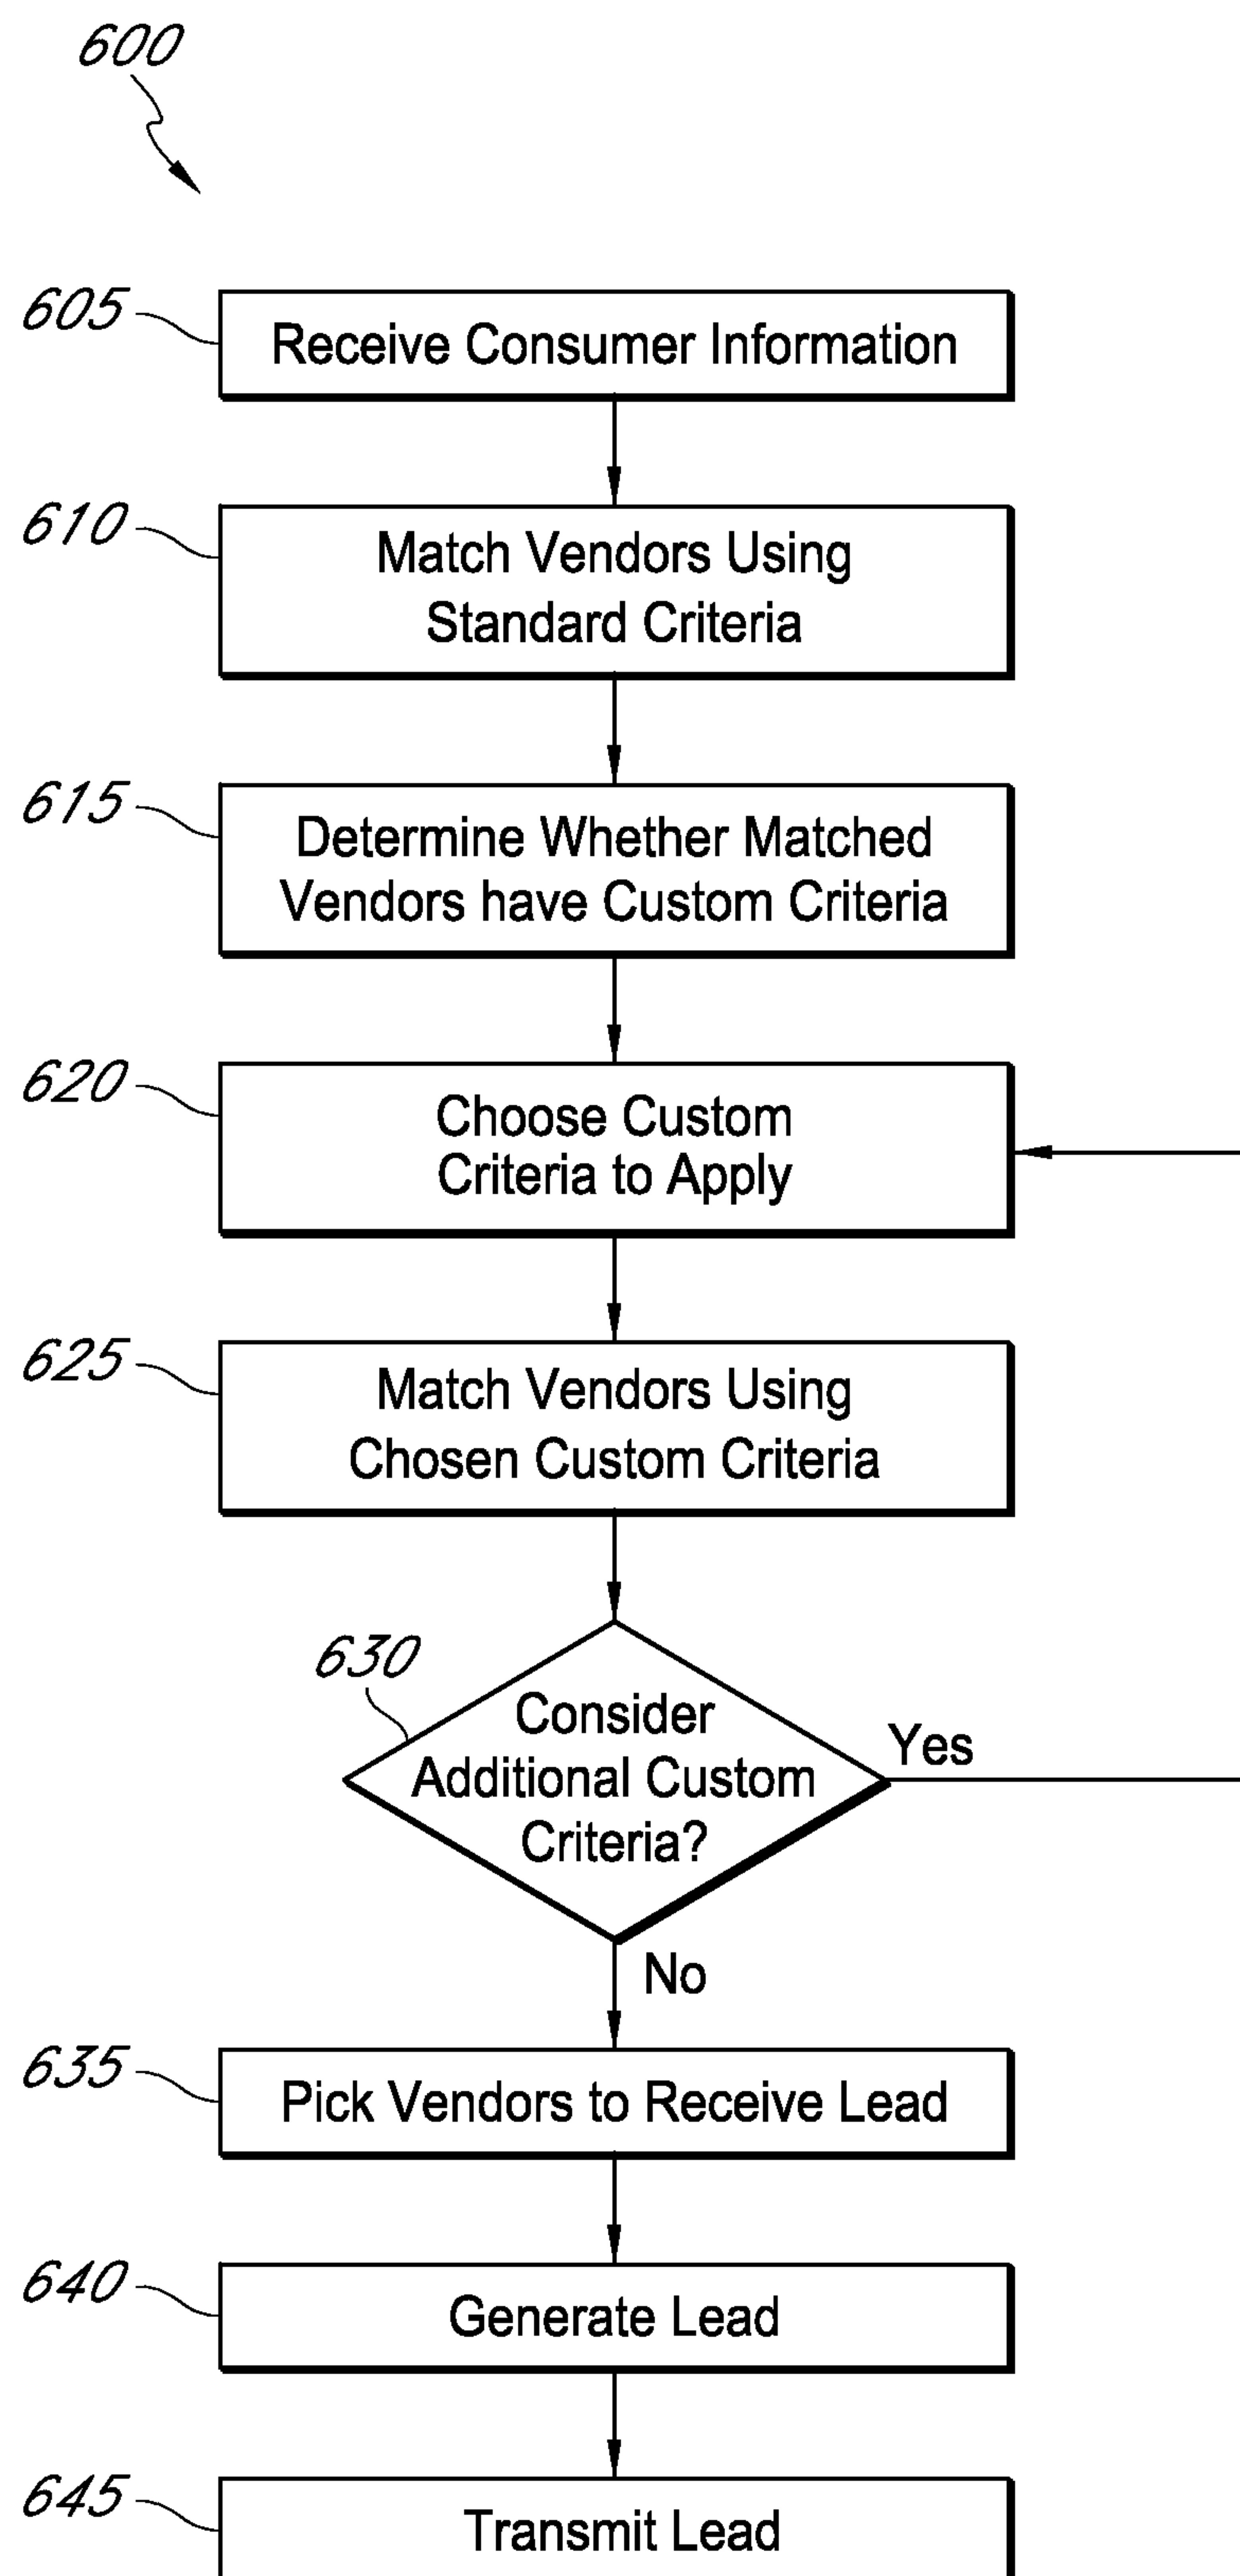 600
605
Receive Consumer Information
610
Match Vendors Using
Standard Criteria
615
Determine Whether Matched
Vendors have Custom Criteria
620
Choose Custom
Criteria to Apply
625
Match Vendors Using
Chosen Custom Criteria
630
Consider
Additional Custom
Criteria?
Yes
No
635
Pick Vendors to Receive Lead
640
Generate Lead
645
Transmit Lead